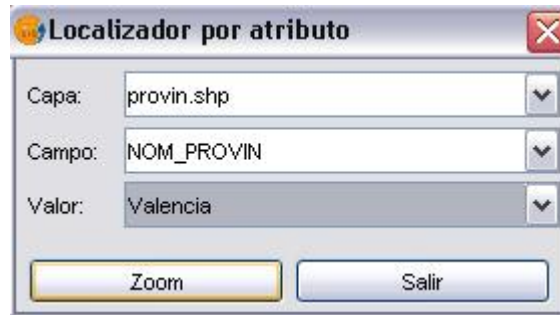 Localizador por atributo
Capa: provin.shp
Campo: NOM_PROVIN
Valor: Valencia
Zoom Salir